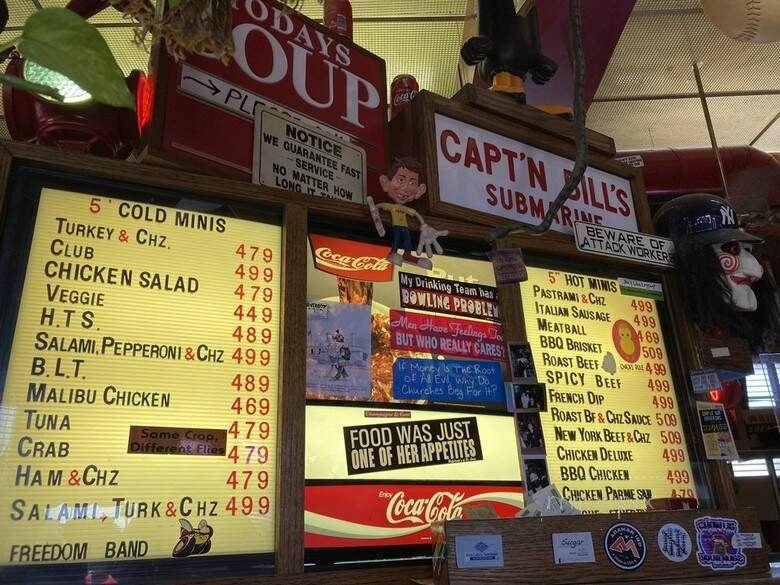 TODAYS
SOUP
NOTICE
WE GUARANTEE FAST
SERVICE
NO MATTER HOW
LONG IT
CAPT'N BILL'S
SUBMARINE
BEWARE OF
ATTACK WORKERS
5" COLD MINIS
TURKEY & CHZ. 479
CLUB 499
CHICKEN SALAD 479
VEGGIE 449
H.T.S. 489
SALAMI, PEPPERONI & CHZ 499
B.L.T. 489
MALIBU CHICKEN 469
TUNA 479
Same Crap,
Different Flies
CRAB 479
HAM & CHZ 479
SALAMI, TURK & CHZ 499
FREEDOM BAND
Coca-Cola
My Drinking Team has a
BOWLING PROBLEM
Men Have Feelings Too
BUT WHO REALLY CARES?
If Money Is The Root
of All Evil Why Do
Churches Beg For It?
FOOD WAS JUST
ONE OF HER APPETITES
Enjoy
Coca-Cola
5" HOT MINIS
PASTRAMI & CHZ 499
ITALIAN SAUSAGE 499
MEATBALL 469
BBQ BRISKET 509
ROAST BEEF 499
CHICKS RULE
SPICY BEEF 499
FRENCH DIP 499
ROAST BF & CHZ SAUCE 509
NEW YORK BEEF & CHZ 509
CHICKEN DELUXE 499
BBQ CHICKEN 499
CHICKEN PARMESAN 479
Sugar